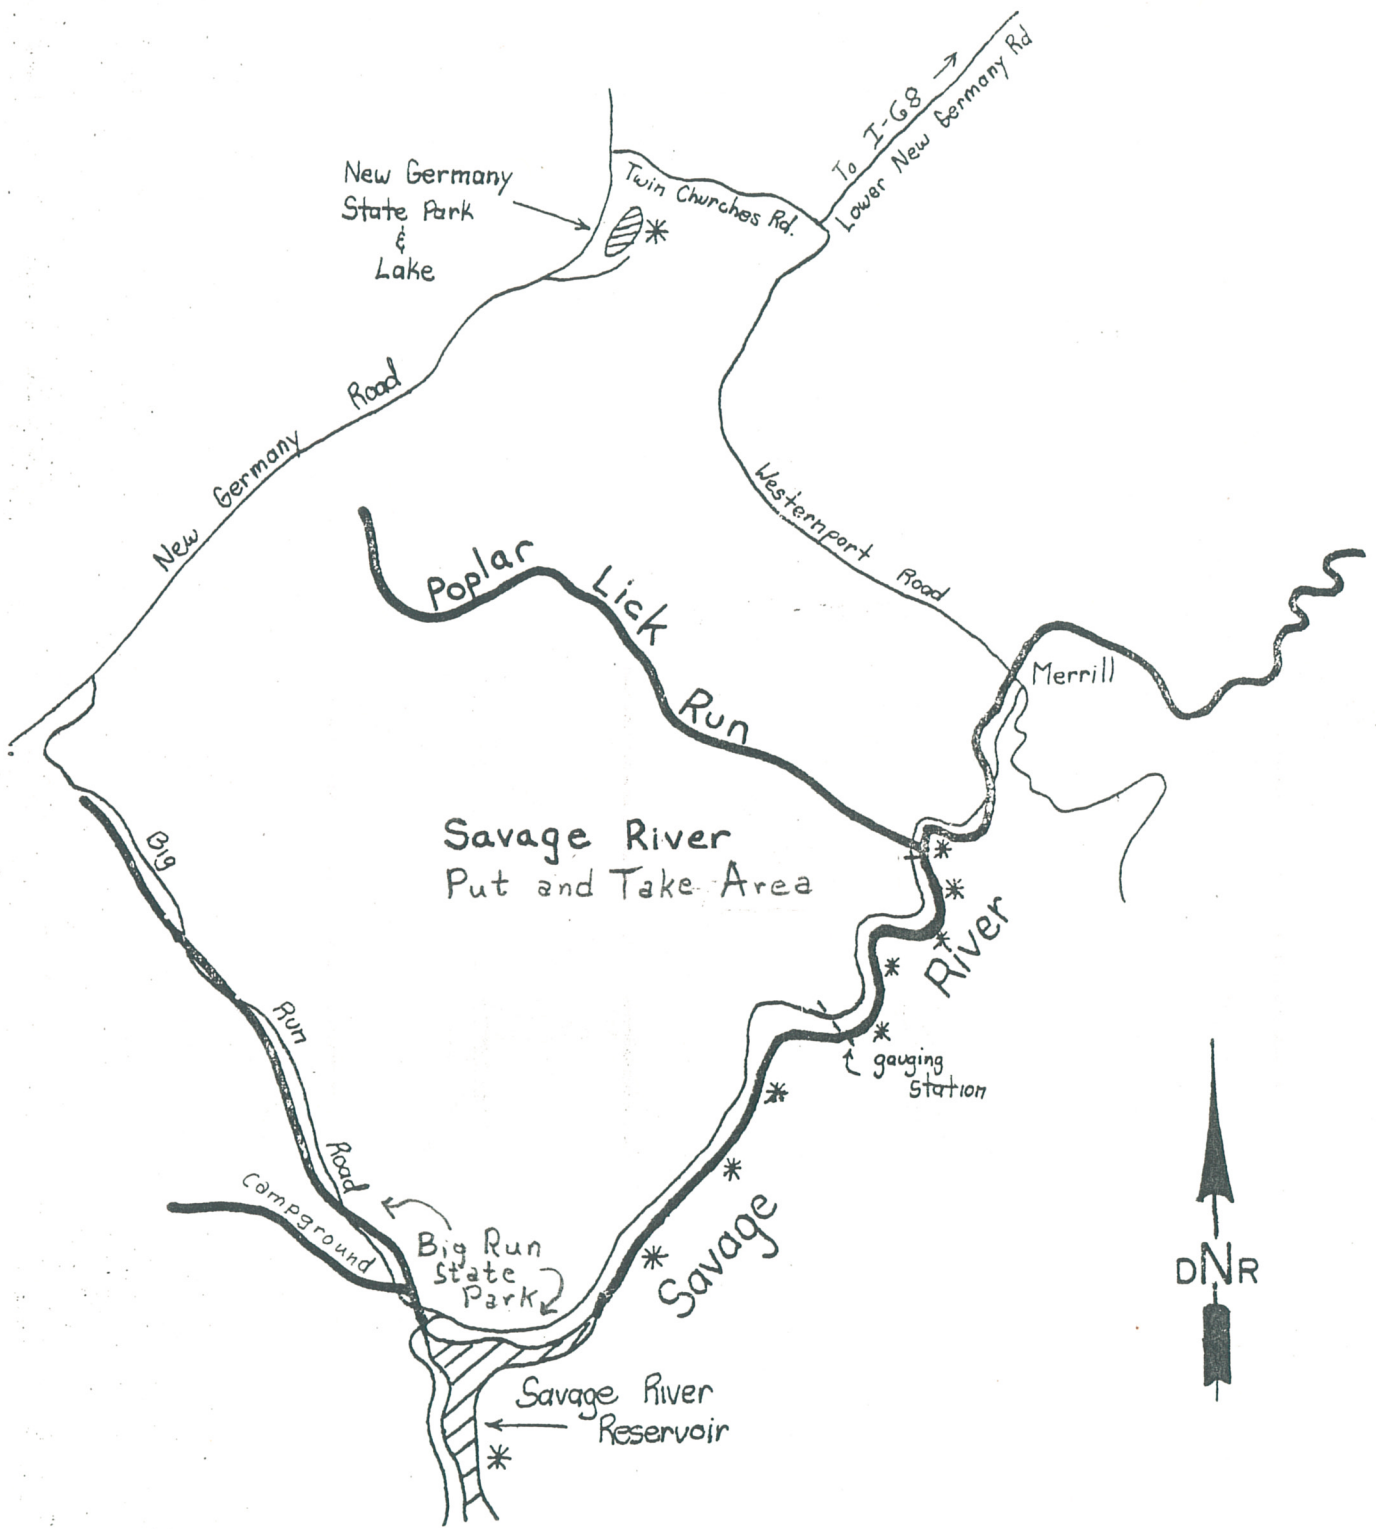 To I-68 →
Lower New Germany Rd
Twin Churches Rd.
New Germany
State Park
&
Lake
New Germany Road
Westernport Road
Poplar Lick Run
Merrill
Savage River
Put and Take Area
Big Run Road
Savage River
gauging
station
Campground
Big Run
State
Park
DNR
Savage River
Reservoir